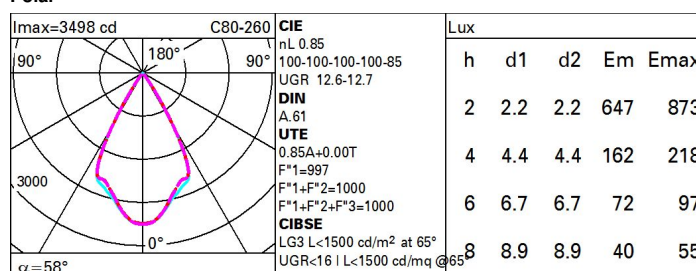 Imax=3498 cd C80-260
90° 180° 90°
3000
0°
α=58°
CIE
nL 0.85
100-100-100-100-85
UGR 12.6-12.7
DIN
A.61
UTE
0.85A+0.00T
F"1=997
F"1+F"2=1000
F"1+F"2+F"3=1000
CIBSE
LG3 L<1500 cd/m² at 65°
UGR<16 | L<1500 cd/mq @65°
Lux
h d1 d2 Em Emax
2 2.2 2.2 647 873
4 4.4 4.4 162 218
6 6.7 6.7 72 97
8 8.9 8.9 40 55